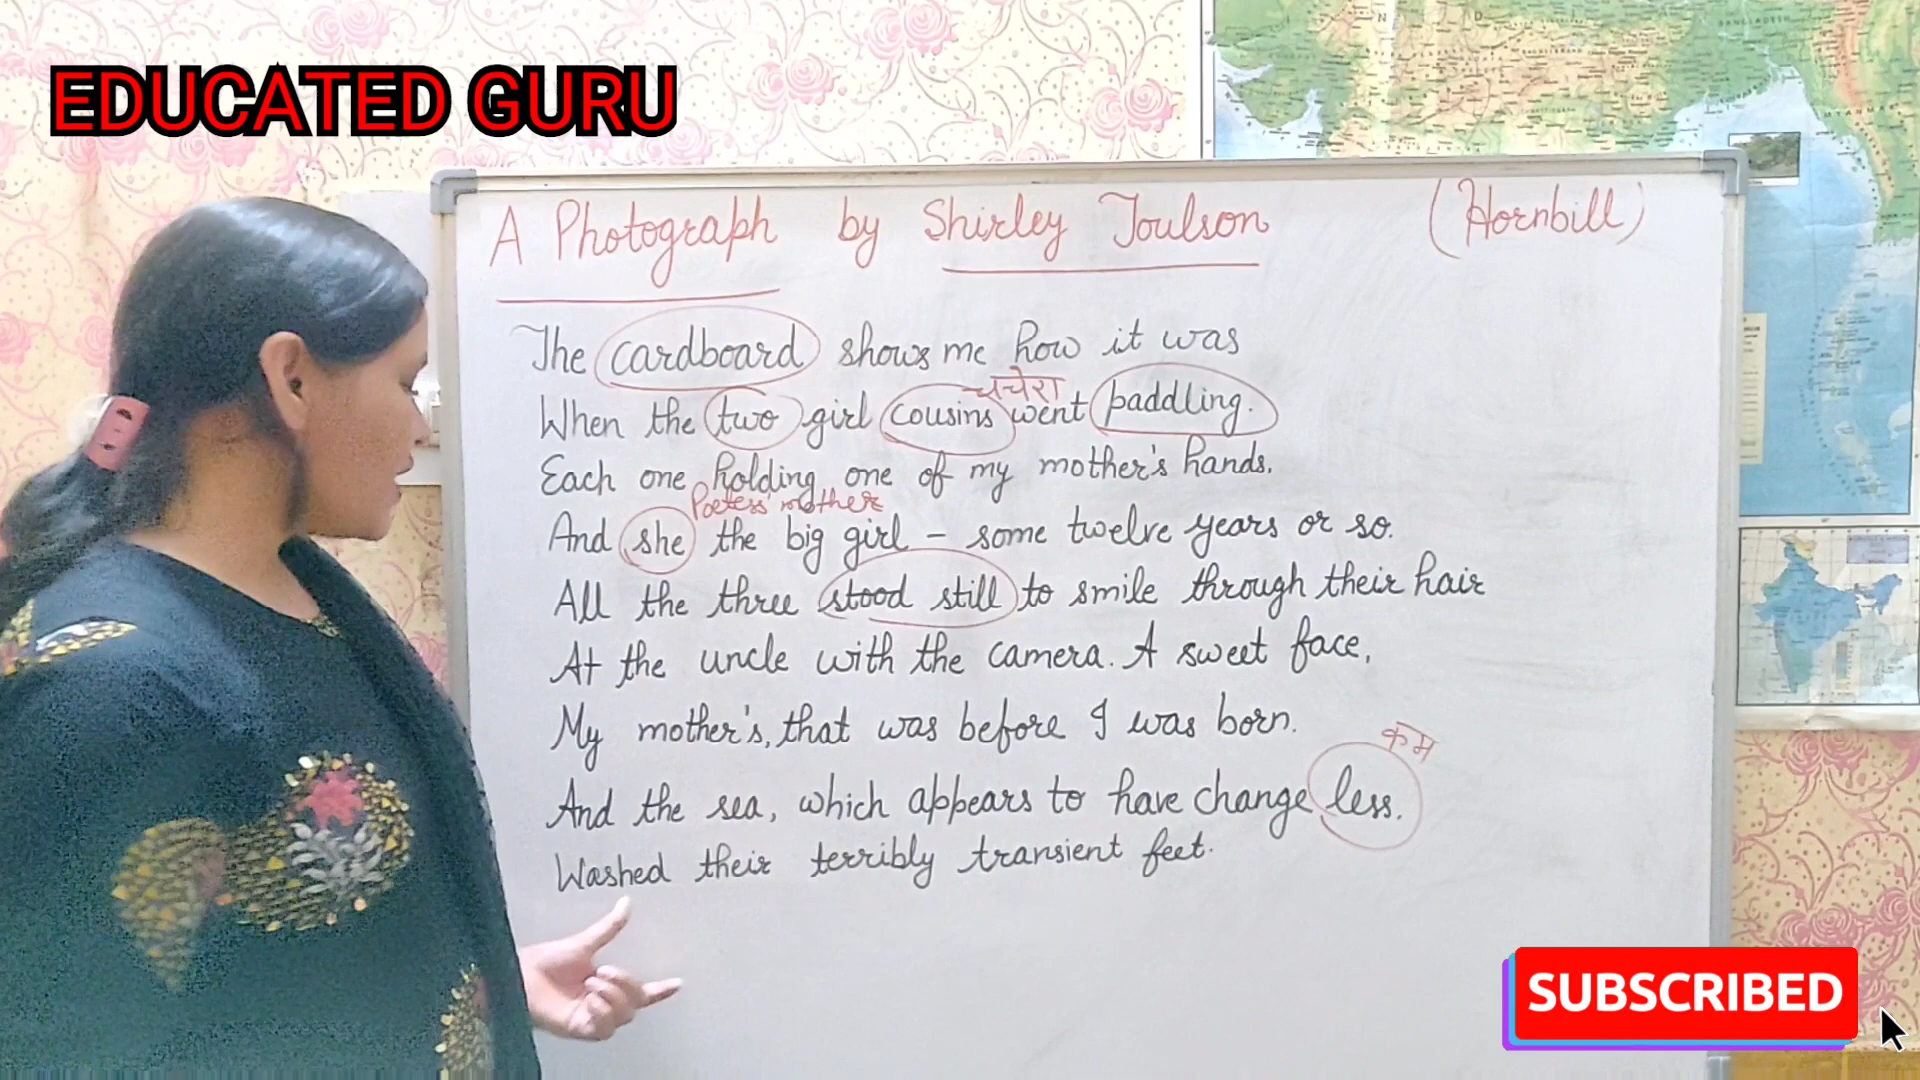 EDUCATED GURU
A Photograph by Shirley Toulson (Hornbill)
The cardboard shows me how it was
चचेरा
When the two girl cousins went paddling.
Each one holding one of my mother's hands.
Poetess' mother
And she the big girl - some twelve years or so.
All the three stood still to smile through their hair
At the uncle with the camera. A sweet face,
My mother's, that was before I was born.
कम
And the sea, which appears to have change less.
Washed their terribly transient feet.
SUBSCRIBED